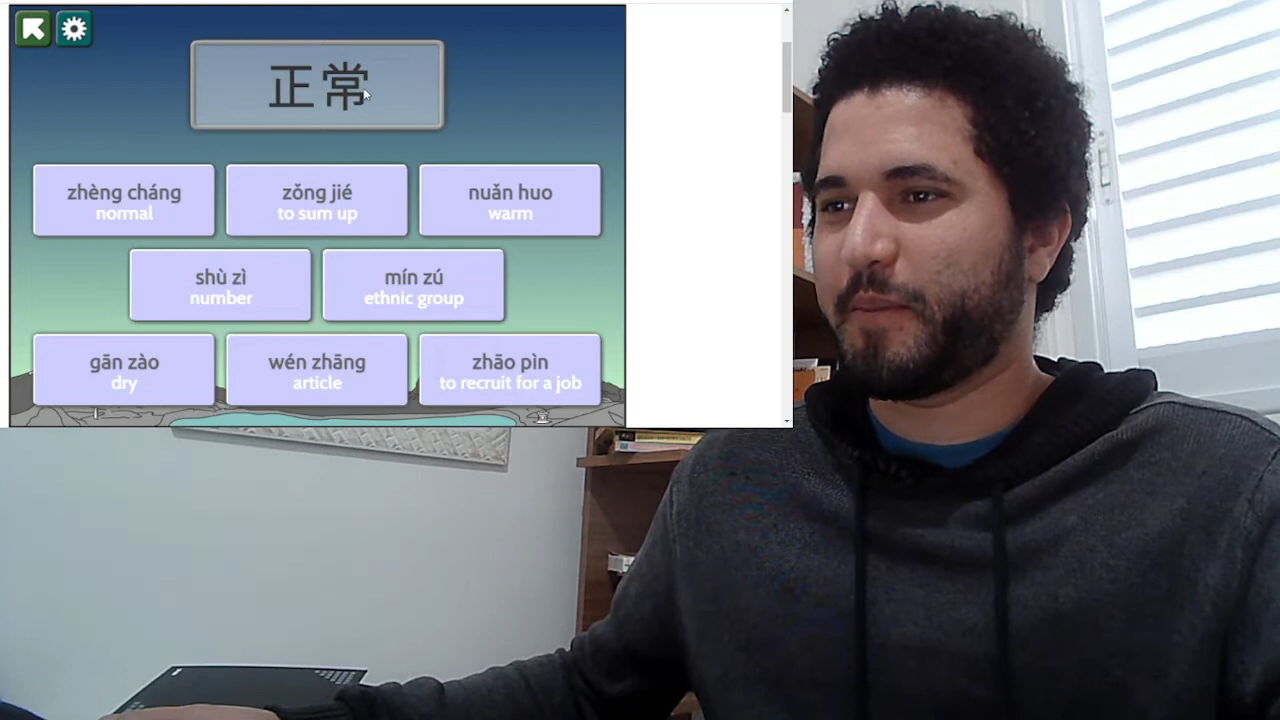 正常
zhèng cháng
normal
zǒng jié
to sum up
nuǎn huo
warm
shù zì
number
mín zú
ethnic group
gān zào
dry
wén zhāng
article
zhāo pìn
to recruit for a job